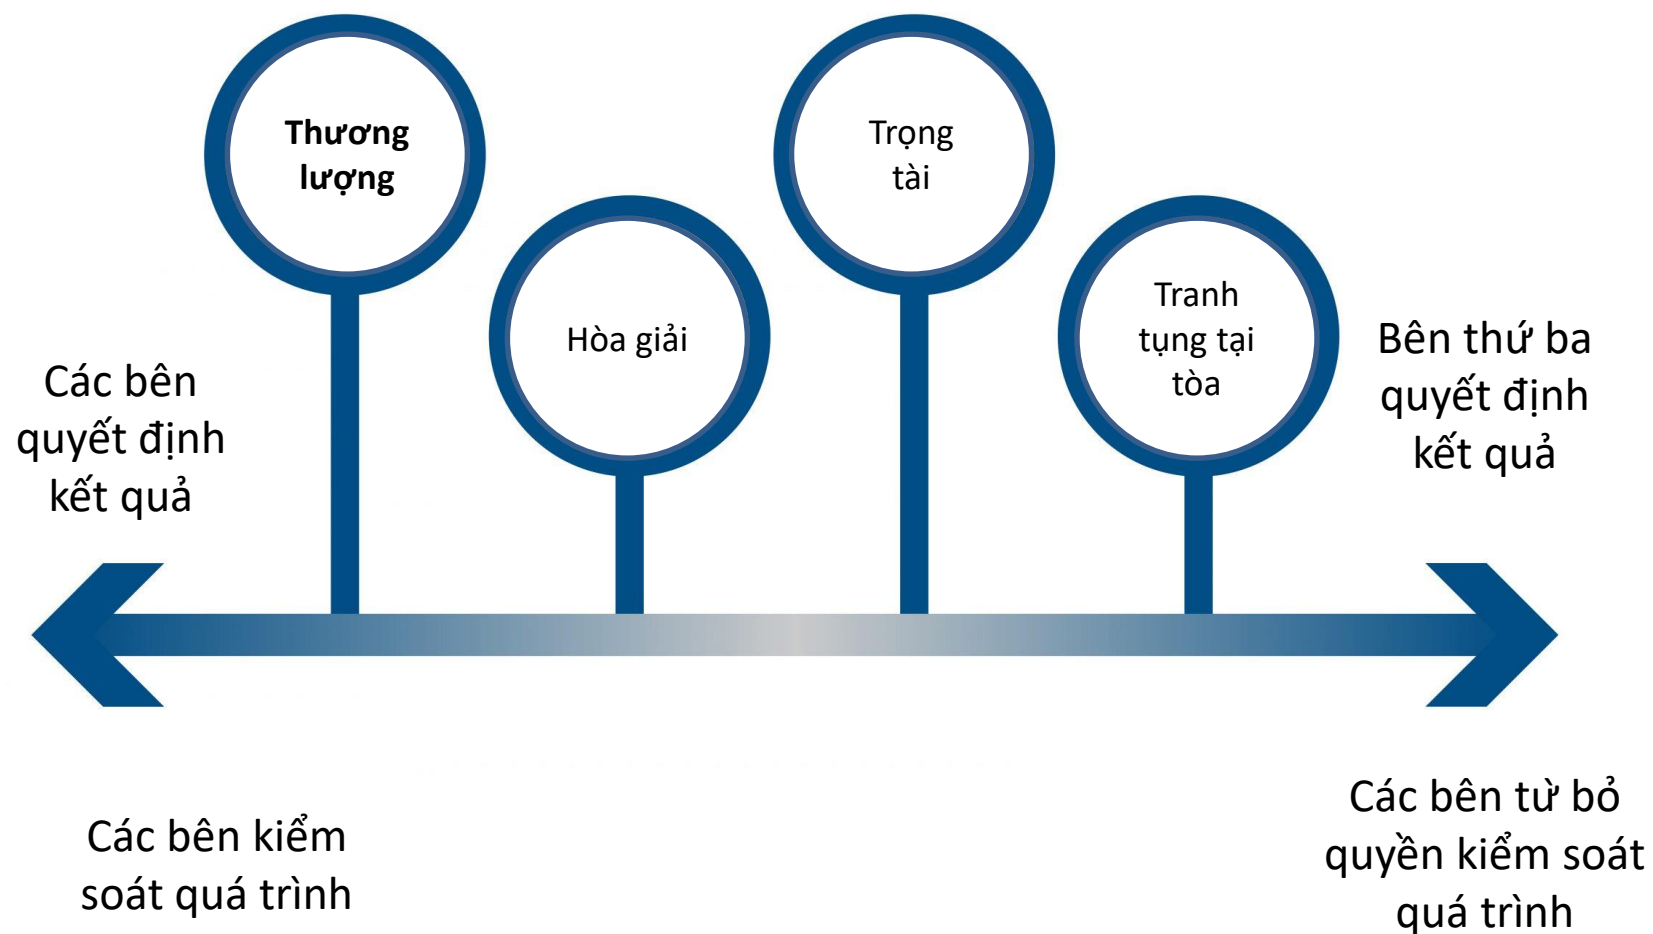 Thương
lượng
Trọng
tài
Hòa giải
Tranh
tụng tại
tòa
Các bên
quyết định
kết quả
Bên thứ ba
quyết định
kết quả
Các bên kiểm
soát quá trình
Các bên từ bỏ
quyền kiểm soát
quá trình